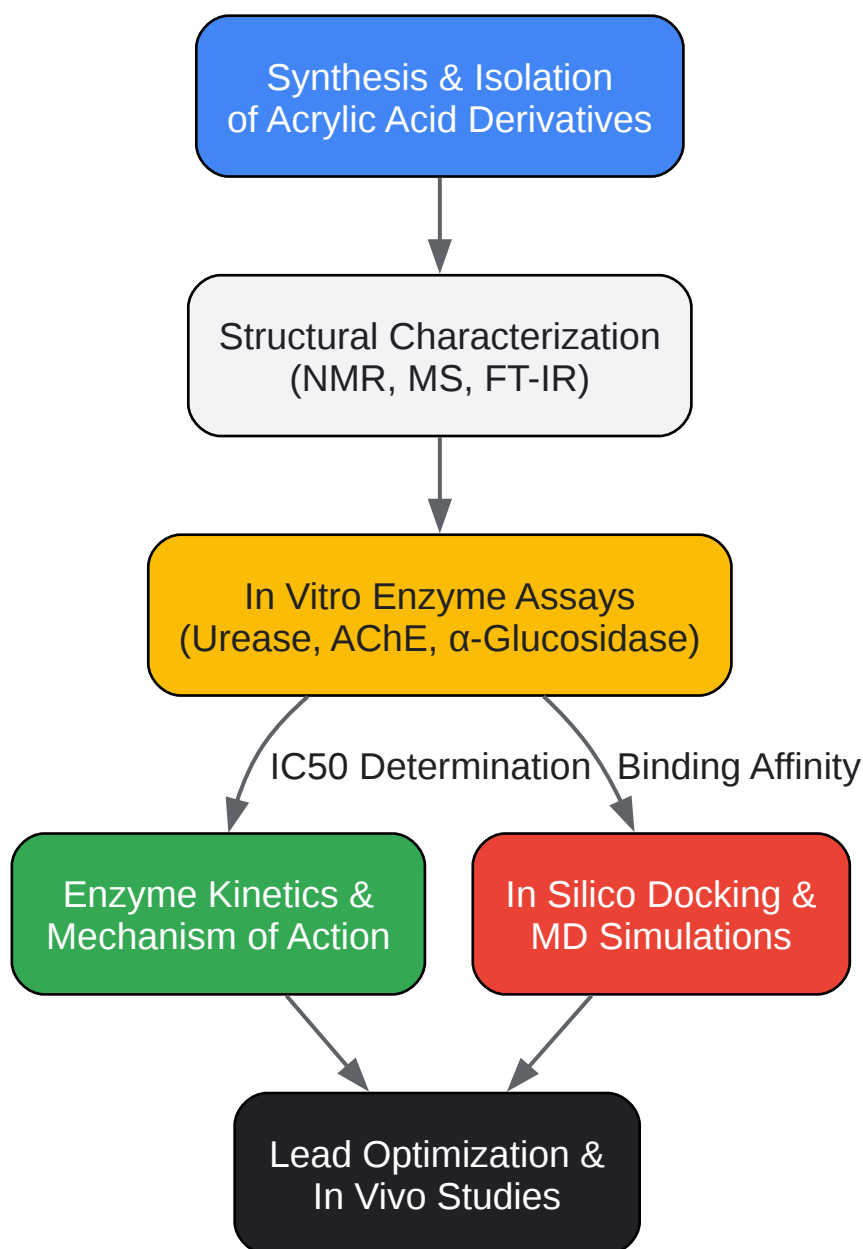 Synthesis & Isolation
of Acrylic Acid Derivatives
Structural Characterization
(NMR, MS, FT-IR)
In Vitro Enzyme Assays
(Urease, AChE, α-Glucosidase)
IC50 Determination
Binding Affinity
Enzyme Kinetics &
Mechanism of Action
In Silico Docking &
MD Simulations
Lead Optimization &
In Vivo Studies